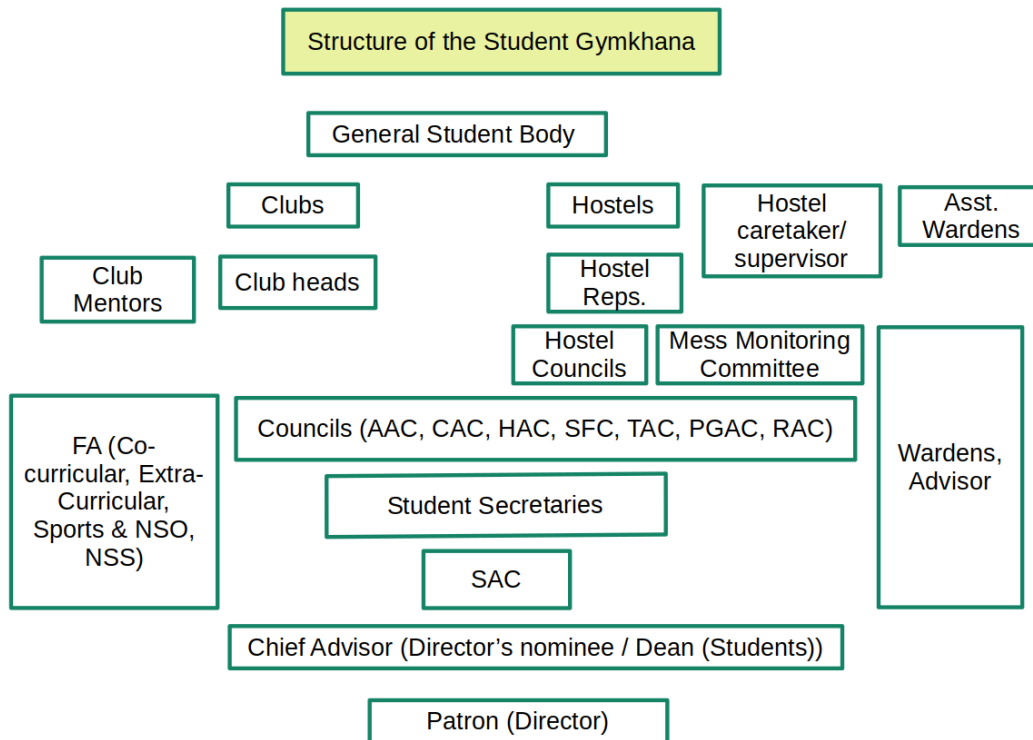 Structure of the Student Gymkhana
General Student Body
Clubs
Hostels
Hostel
caretaker/
supervisor
Asst.
Wardens
Club
Mentors
Club heads
Hostel
Reps.
Hostel
Councils
Mess Monitoring
Committee
FA (Co-
curricular, Extra-
Curricular,
Sports & NSO,
NSS)
Councils (AAC, CAC, HAC, SFC, TAC, PGAC, RAC)
Wardens,
Advisor
Student Secretaries
SAC
Chief Advisor (Director’s nominee / Dean (Students))
Patron (Director)